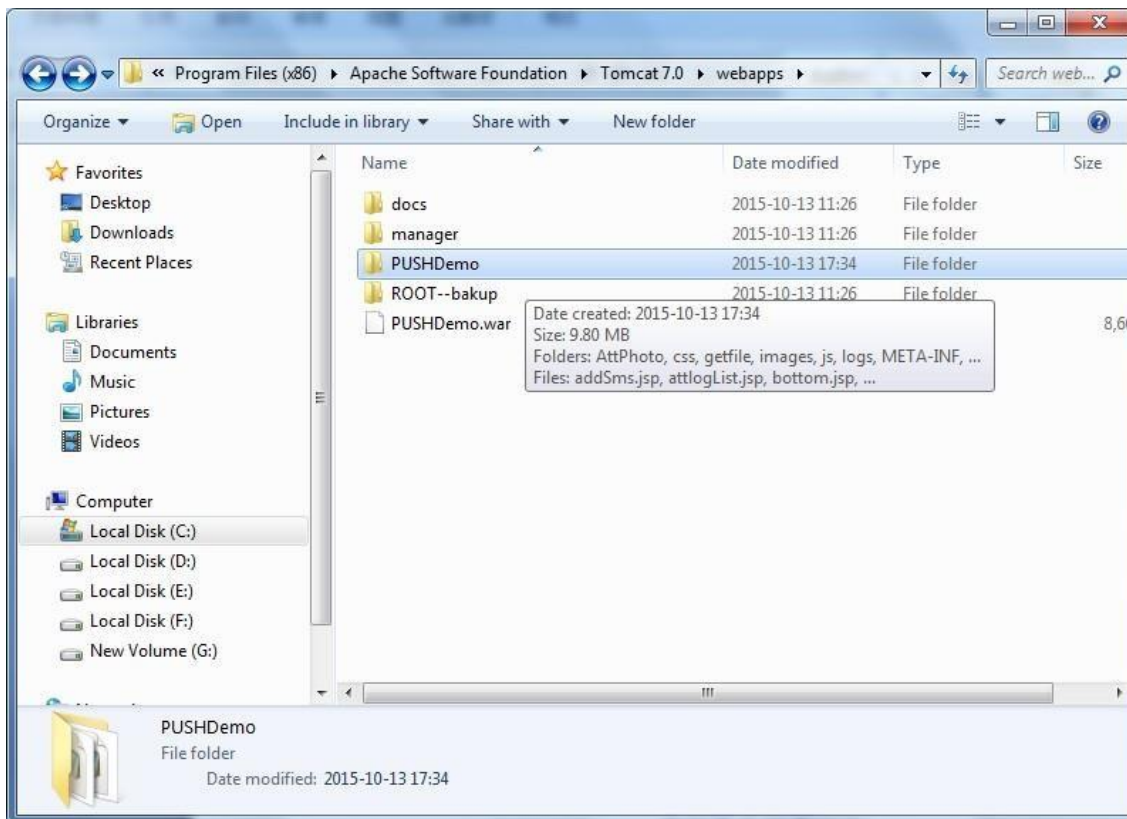 « Program Files (x86) ▸ Apache Software Foundation ▸ Tomcat 7.0 ▸ webapps ▸ Search web...
Organize Open Include in library Share with New folder
Name Date modified Type Size
Favorites
Desktop
Downloads
Recent Places
Libraries
Documents
Music
Pictures
Videos
Computer
Local Disk (C:)
Local Disk (D:)
Local Disk (E:)
Local Disk (F:)
New Volume (G:)
docs 2015-10-13 11:26 File folder
manager 2015-10-13 11:26 File folder
PUSHDemo 2015-10-13 17:34 File folder
ROOT--bakup 2015-10-13 11:26 File folder
PUSHDemo.war
Date created: 2015-10-13 17:34
Size: 9.80 MB
Folders: AttPhoto, css, getfile, images, js, logs, META-INF, ...
Files: addSms.jsp, attlogList.jsp, bottom.jsp, ...
PUSHDemo
File folder
Date modified: 2015-10-13 17:34